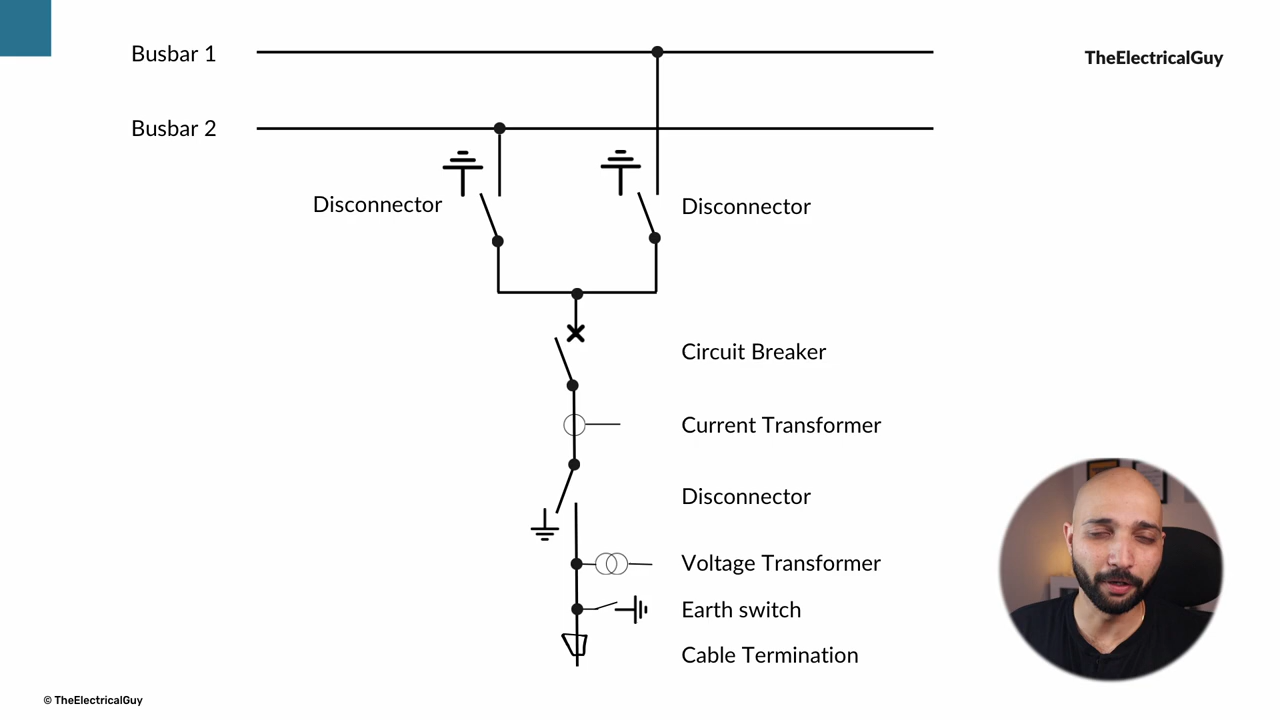 Busbar 1
TheElectricalGuy
Busbar 2
Disconnector
Disconnector
Circuit Breaker
Current Transformer
Disconnector
Voltage Transformer
Earth switch
Cable Termination
© TheElectricalGuy